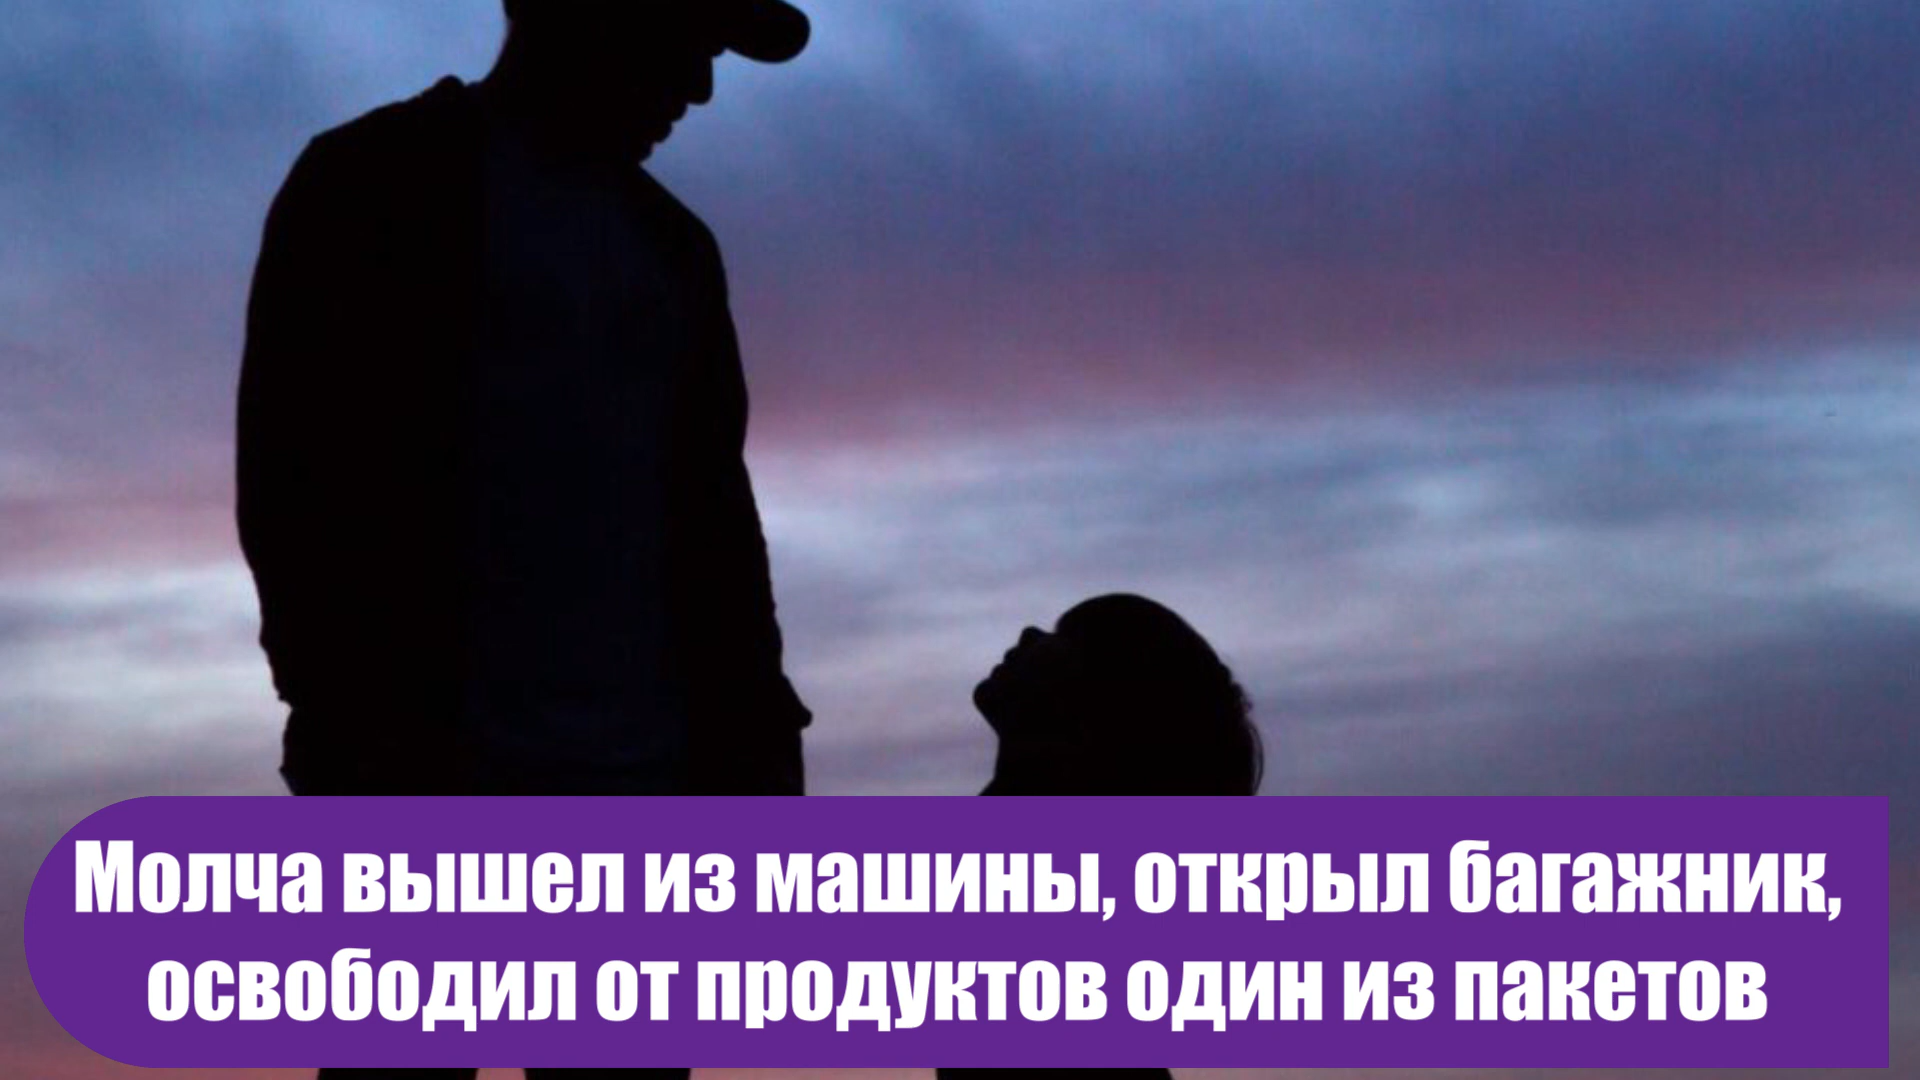 Молча вышел из машины, открыл багажник,
освободил от продуктов один из пакетов